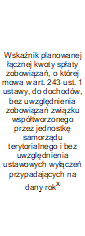 Wskaźnik planowanej
łącznej kwoty spłaty
zobowiązań, o której
mowa w art. 243 ust. 1
ustawy, do dochodów,
bez uwzględnienia
zobowiązań związku
współtworzonego
przez jednostkę
samorządu
terytorialnego i bez
uwzględnienia
ustawowych wyłączeń
przypadających na
dany rok x